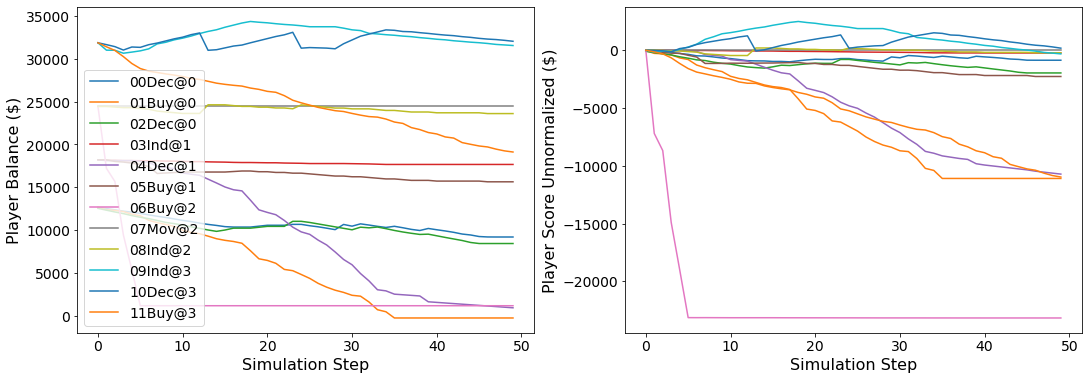 Player Balance ($)
35000
30000
25000
20000
15000
10000
5000
0
00Dec@0
01Buy@0
02Dec@0
03Ind@1
04Dec@1
05Buy@1
06Buy@2
07Mov@2
08Ind@2
09Ind@3
10Dec@3
11Buy@3
0 10 20 30 40 50
Simulation Step
Player Score Unnormalized ($)
0
−5000
−10000
−15000
−20000
0 10 20 30 40 50
Simulation Step